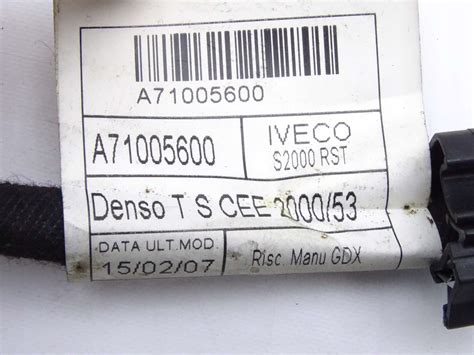 A71005600
A71005600
IVECO
S2000 RST
Denso T S CEE 2000/53
DATA ULT.MOD.
15/02/07
Risc. Manu GDX